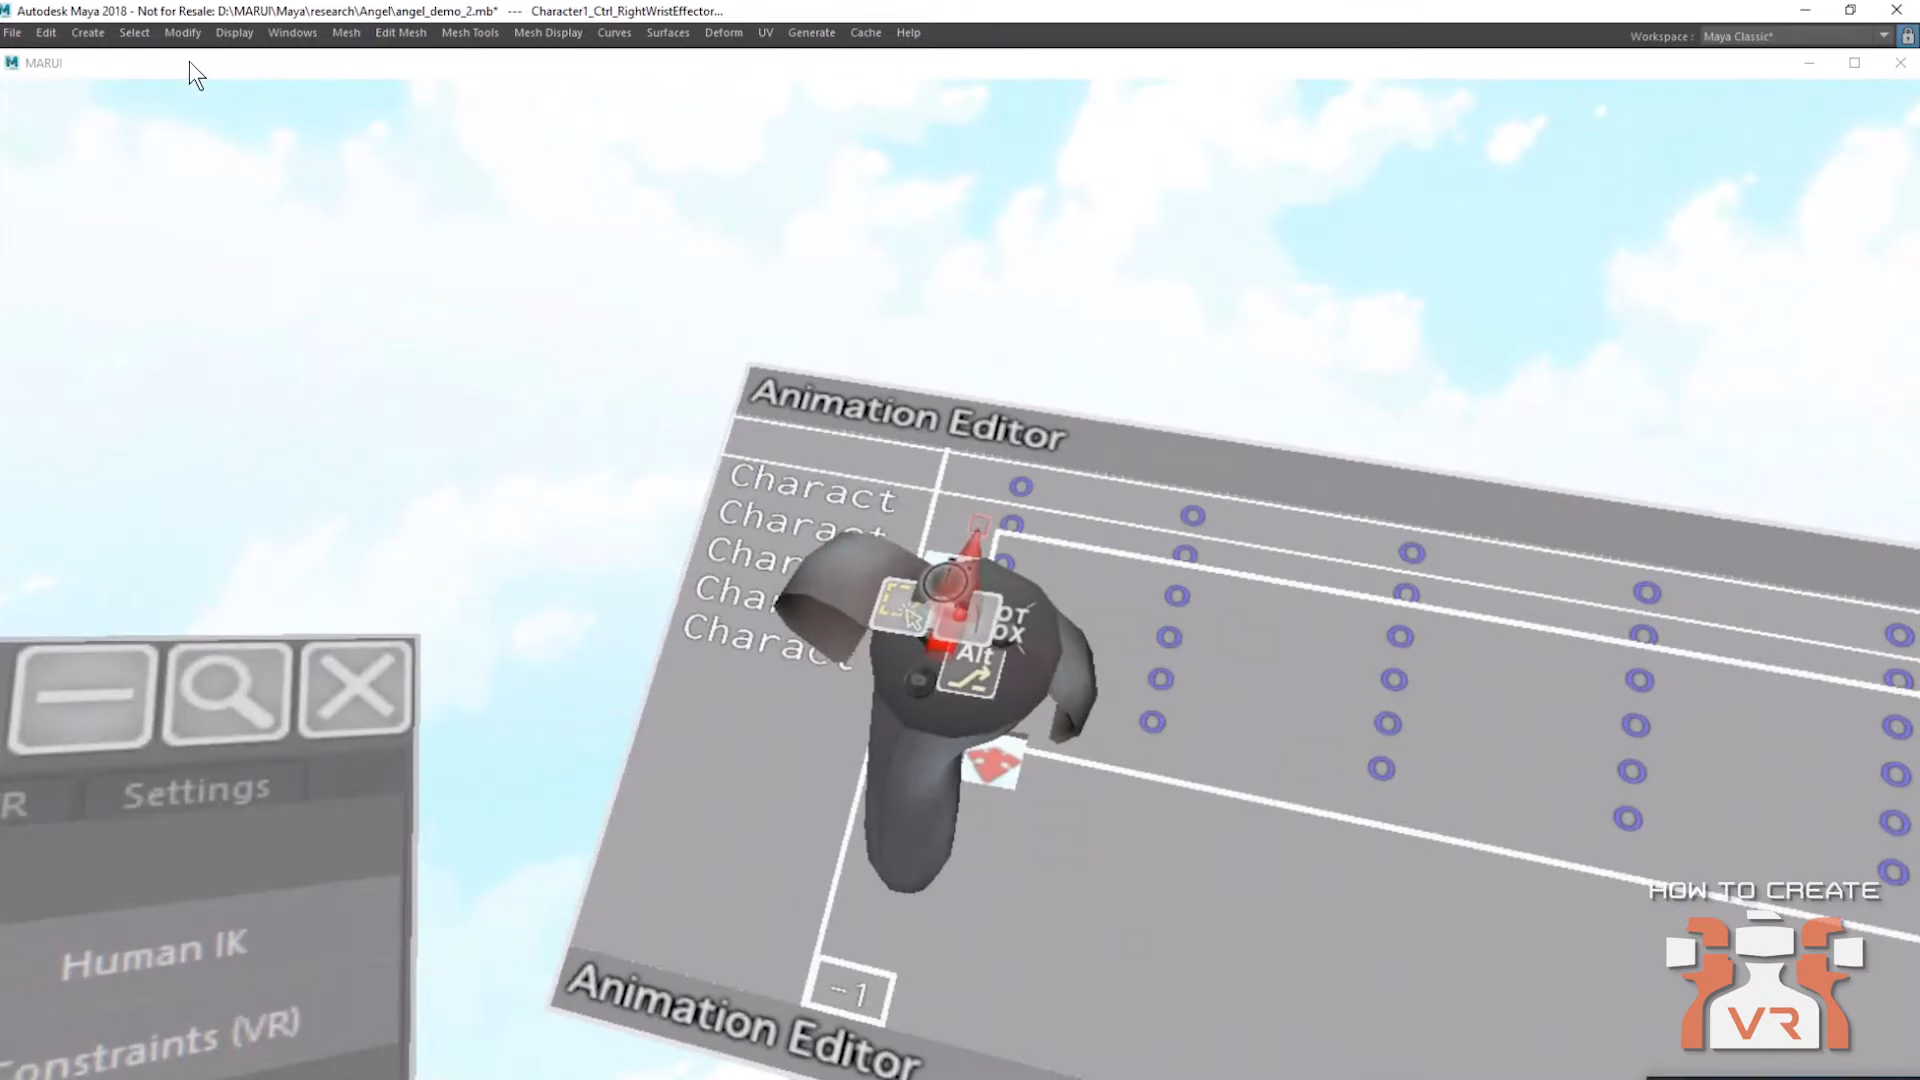 Autodesk Maya 2018 - Not for Resale: D:\MARUI\Maya\research\Angel\angel_demo_2.mb* --- Character1_Ctrl_RightWristEffector...
File Edit Create Select Modify Display Windows Mesh Edit Mesh Mesh Tools Mesh Display Curves Surfaces Deform UV Generate Cache Help
Workspace : Maya Classic*
MARUI
Animation Editor
Charact
Charact
Char
Cha
Charact
Alt
Settings
Human IK
Constraints (VR)
-1
Animation Editor
HOW TO CREATE
VR